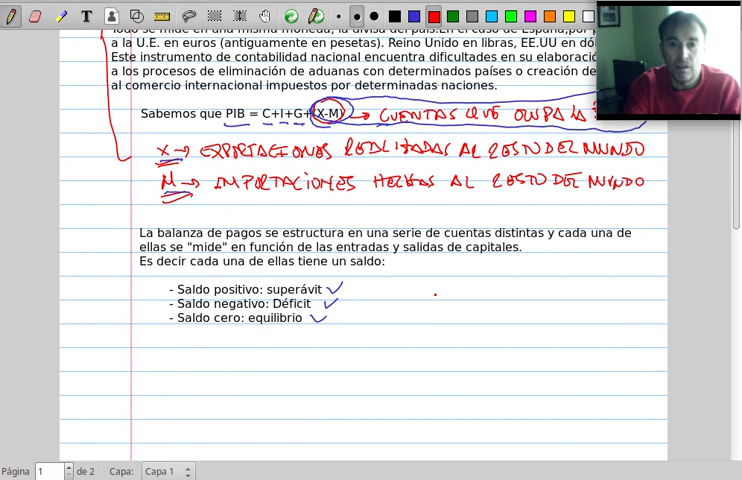 Todo se mide en una misma moneda, la divisa del país.En el caso de España,por p
a la U.E. en euros (antiguamente en pesetas). Reino Unido en libras, EE.UU en dól
Este instrumento de contabilidad nacional encuentra dificultades en su elaboració
a los procesos de eliminación de aduanas con determinados países o creación de
al comercio internacional impuestos por determinadas naciones.
Sabemos que PIB = C+I+G+(X-M) → CUENTAS QUE OCUPA LA
X → EXPORTACIONES REALIZADAS AL RESTO DEL MUNDO
M → IMPORTACIONES HECHAS AL RESTO DEL MUNDO
La balanza de pagos se estructura en una serie de cuentas distintas y cada una de
ellas se "mide" en función de las entradas y salidas de capitales.
Es decir cada una de ellas tiene un saldo:
- Saldo positivo: superávit
- Saldo negativo: Déficit
- Saldo cero: equilibrio
Página 1 de 2 Capa: Capa 1